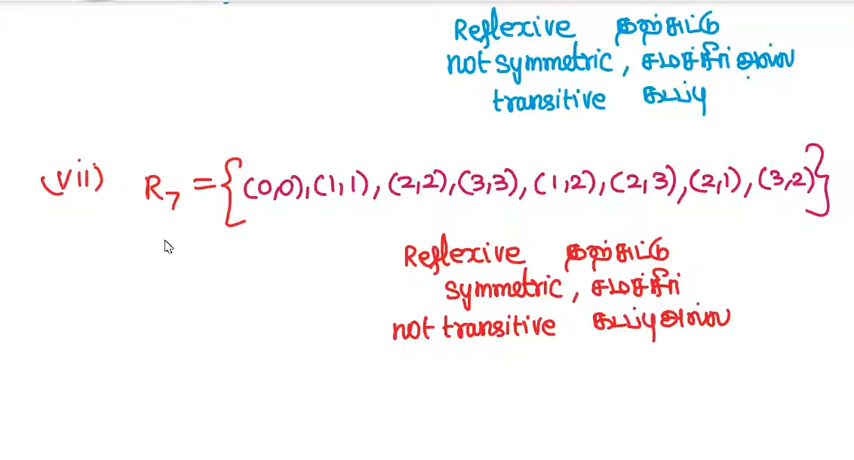 Reflexive தற்சுட்டு
not symmetric, சமச்சீர் அல்ல
transitive கடப்பு
(vii) R₇ = {(0,0),(1,1),(2,2),(3,3),(1,2),(2,3),(2,1),(3,2)}
Reflexive தற்சுட்டு
symmetric, சமச்சீர்
not transitive கடப்பு அல்ல